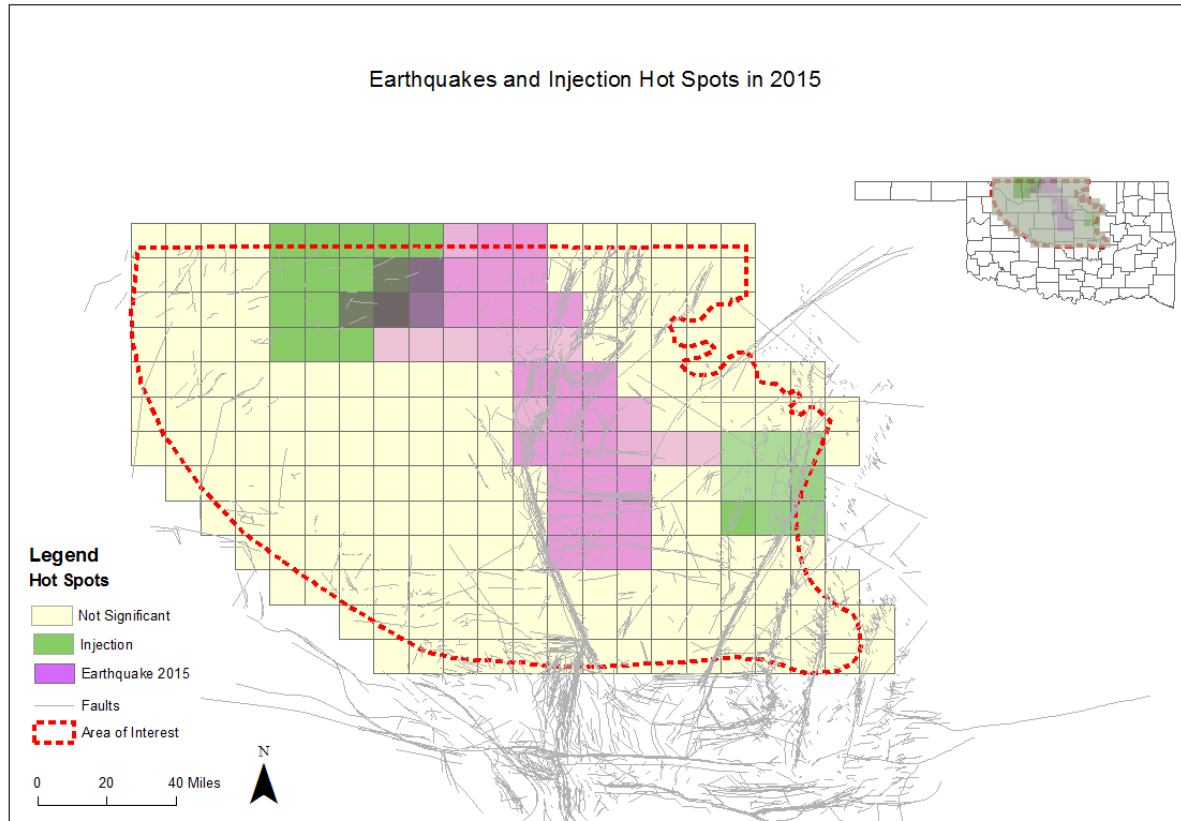 Earthquakes and Injection Hot Spots in 2015
Legend
Hot Spots
Not Significant
Injection
Earthquake 2015
Faults
Area of Interest
N
0 20 40 Miles